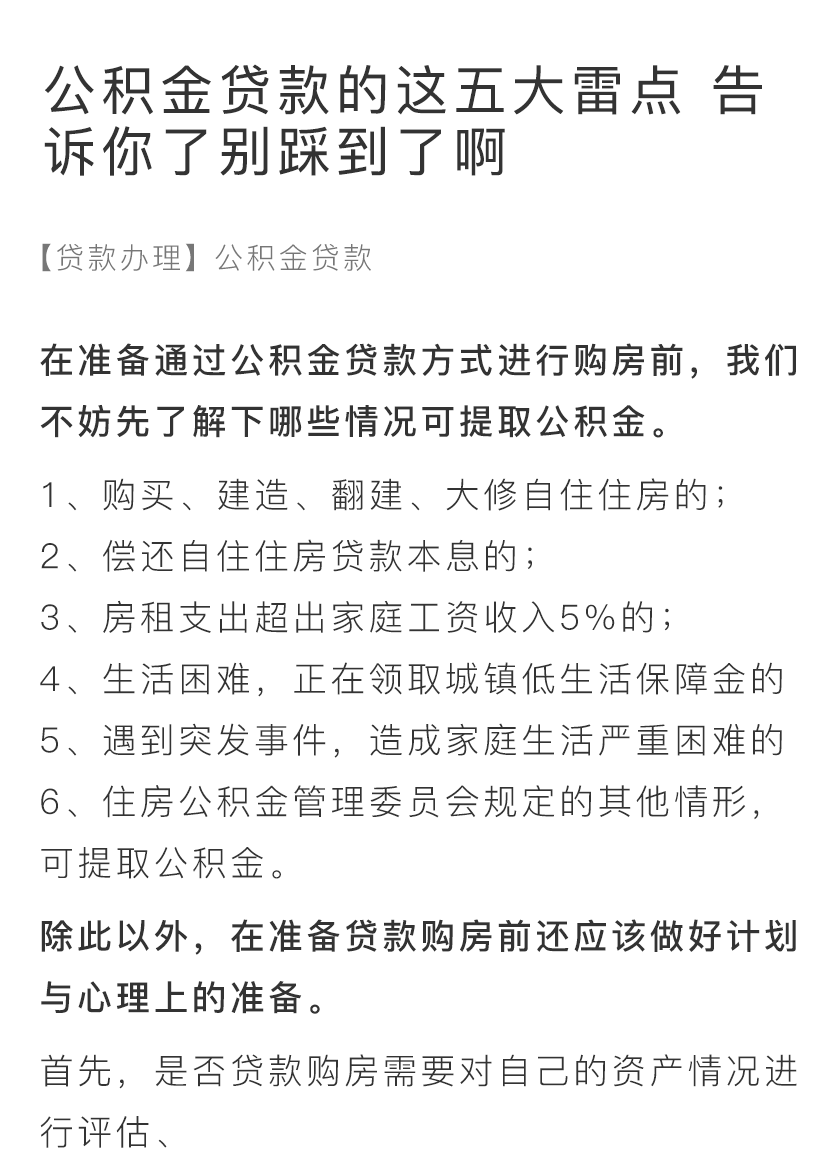 公积金贷款的这五大雷点 告
诉你了别踩到了啊
【贷款办理】公积金贷款
在准备通过公积金贷款方式进行购房前，我们
不妨先了解下哪些情况可提取公积金。
1、购买、建造、翻建、大修自住住房的；
2、偿还自住住房贷款本息的；
3、房租支出超出家庭工资收入5%的；
4、生活困难，正在领取城镇低生活保障金的
5、遇到突发事件，造成家庭生活严重困难的
6、住房公积金管理委员会规定的其他情形，
可提取公积金。
除此以外，在准备贷款购房前还应该做好计划
与心理上的准备。
首先，是否贷款购房需要对自己的资产情况进
行评估、